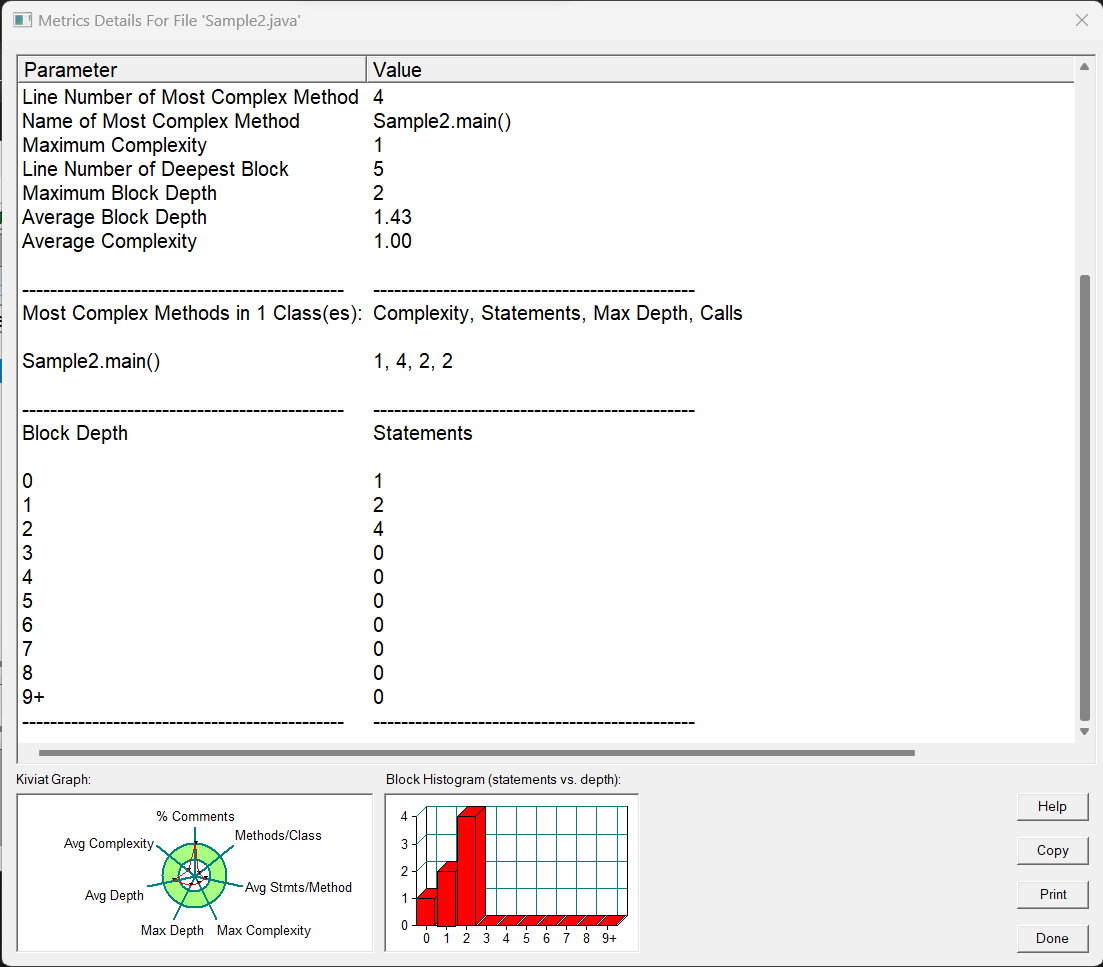 Metrics Details For File 'Sample2.java'
Parameter Value
Line Number of Most Complex Method 4
Name of Most Complex Method Sample2.main()
Maximum Complexity 1
Line Number of Deepest Block 5
Maximum Block Depth 2
Average Block Depth 1.43
Average Complexity 1.00
---------------------------------------------- ----------------------------------------------
Most Complex Methods in 1 Class(es): Complexity, Statements, Max Depth, Calls
Sample2.main() 1, 4, 2, 2
---------------------------------------------- ----------------------------------------------
Block Depth Statements
0 1
1 2
2 4
3 0
4 0
5 0
6 0
7 0
8 0
9+ 0
---------------------------------------------- ----------------------------------------------
Kiviat Graph:
% Comments
Methods/Class
Avg Complexity
Avg Stmts/Method
Avg Depth
Max Depth
Max Complexity
Block Histogram (statements vs. depth):
4
3
2
1
0
0 1 2 3 4 5 6 7 8 9+
Help
Copy
Print
Done